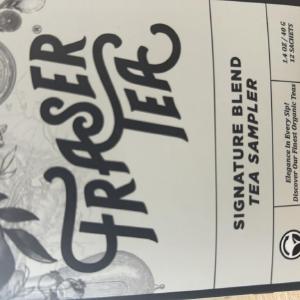 FRASER
TEA
®
SIGNATURE BLEND
TEA SAMPLER
Elegance in Every Sip!
Discover Our Finest Organic Teas
1.4 OZ / 40 G
12 SACHETS